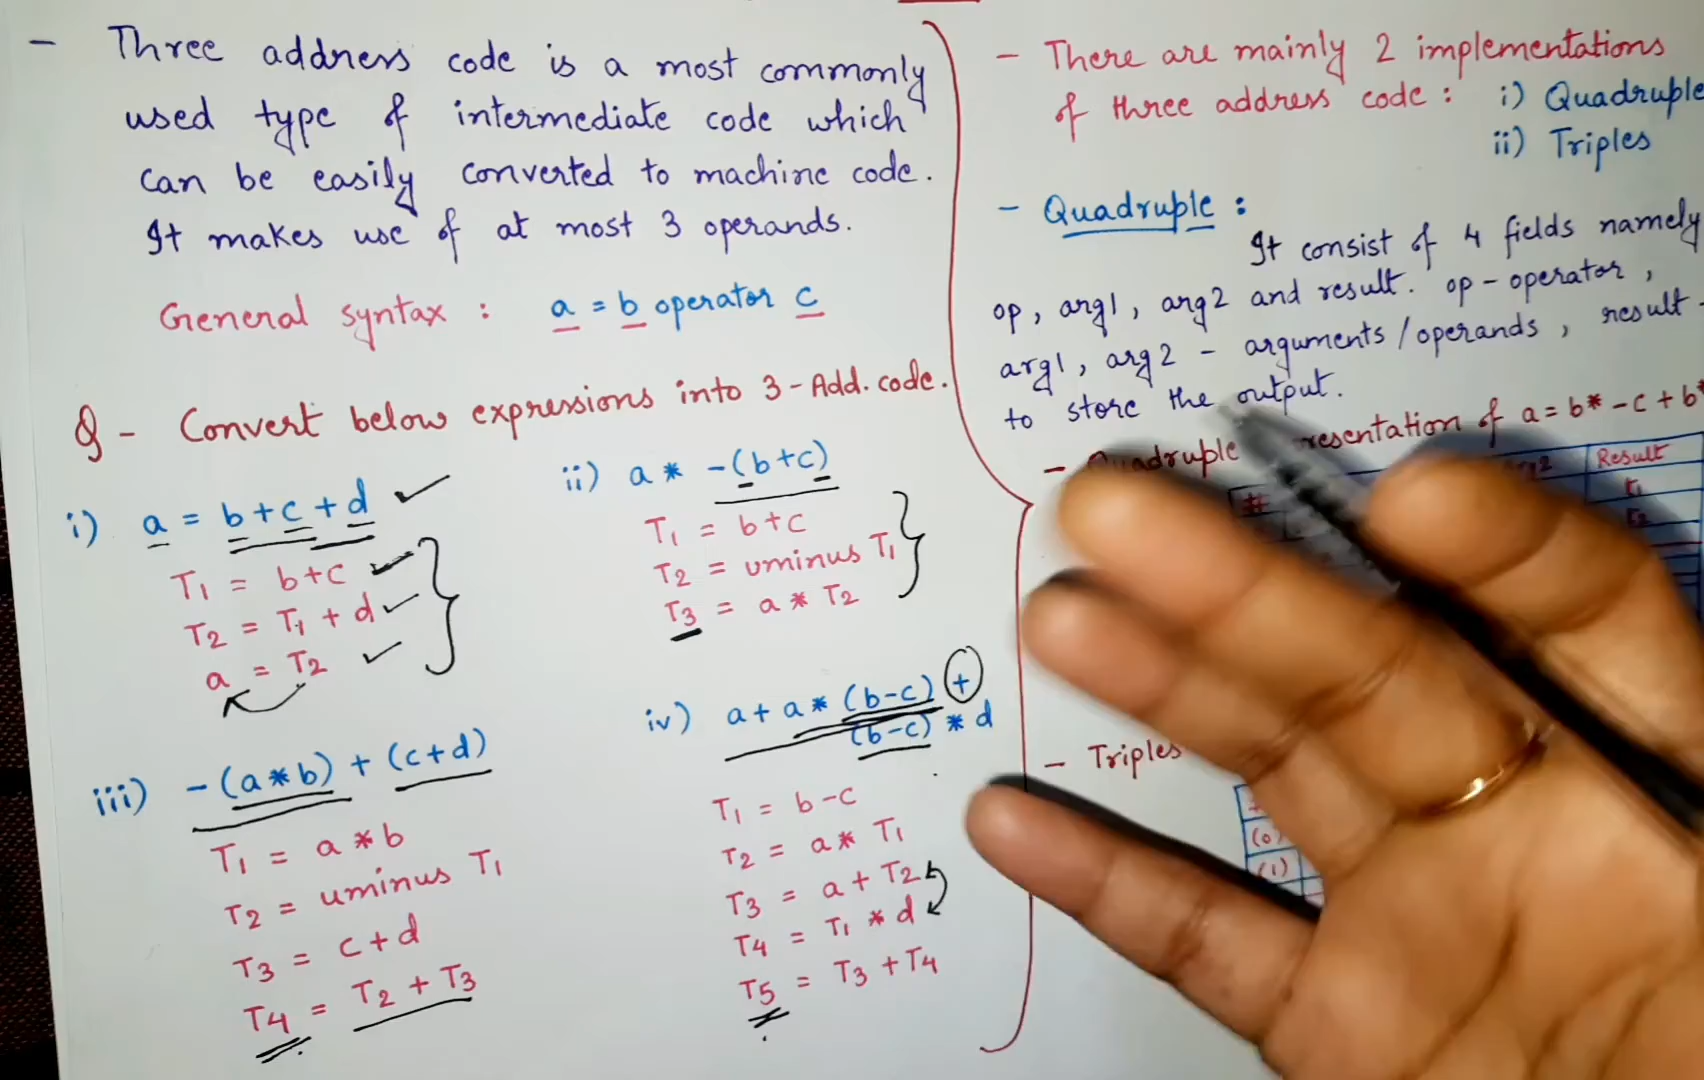 - Three address code is a most commonly
used type of intermediate code which
can be easily converted to machine code.
It makes use of at most 3 operands.
General syntax : a = b operator c
Q - Convert below expressions into 3-Add. code.
i) a = b+c+d
T1 = b+c
T2 = T1 + d
a = T2
ii) a * -(b+c)
T1 = b+c
T2 = uminus T1
T3 = a * T2
iii) -(a*b) + (c+d)
T1 = a*b
T2 = uminus T1
T3 = c+d
T4 = T2 + T3
iv) a + a * (b-c) +
(b-c) * d
T1 = b-c
T2 = a* T1
T3 = a + T2
T4 = T1 * d
T5 = T3 + T4
- There are mainly 2 implementations
of three address code : i) Quadruple
ii) Triples
- Quadruple :
It consist of 4 fields namely
op, arg1, arg2 and result. op - operator,
arg1, arg2 - arguments/operands, result -
to store the output.
- Quadruple resentation of a = b* -c + b*
# Result
t1
- Triples
(0)
(1)